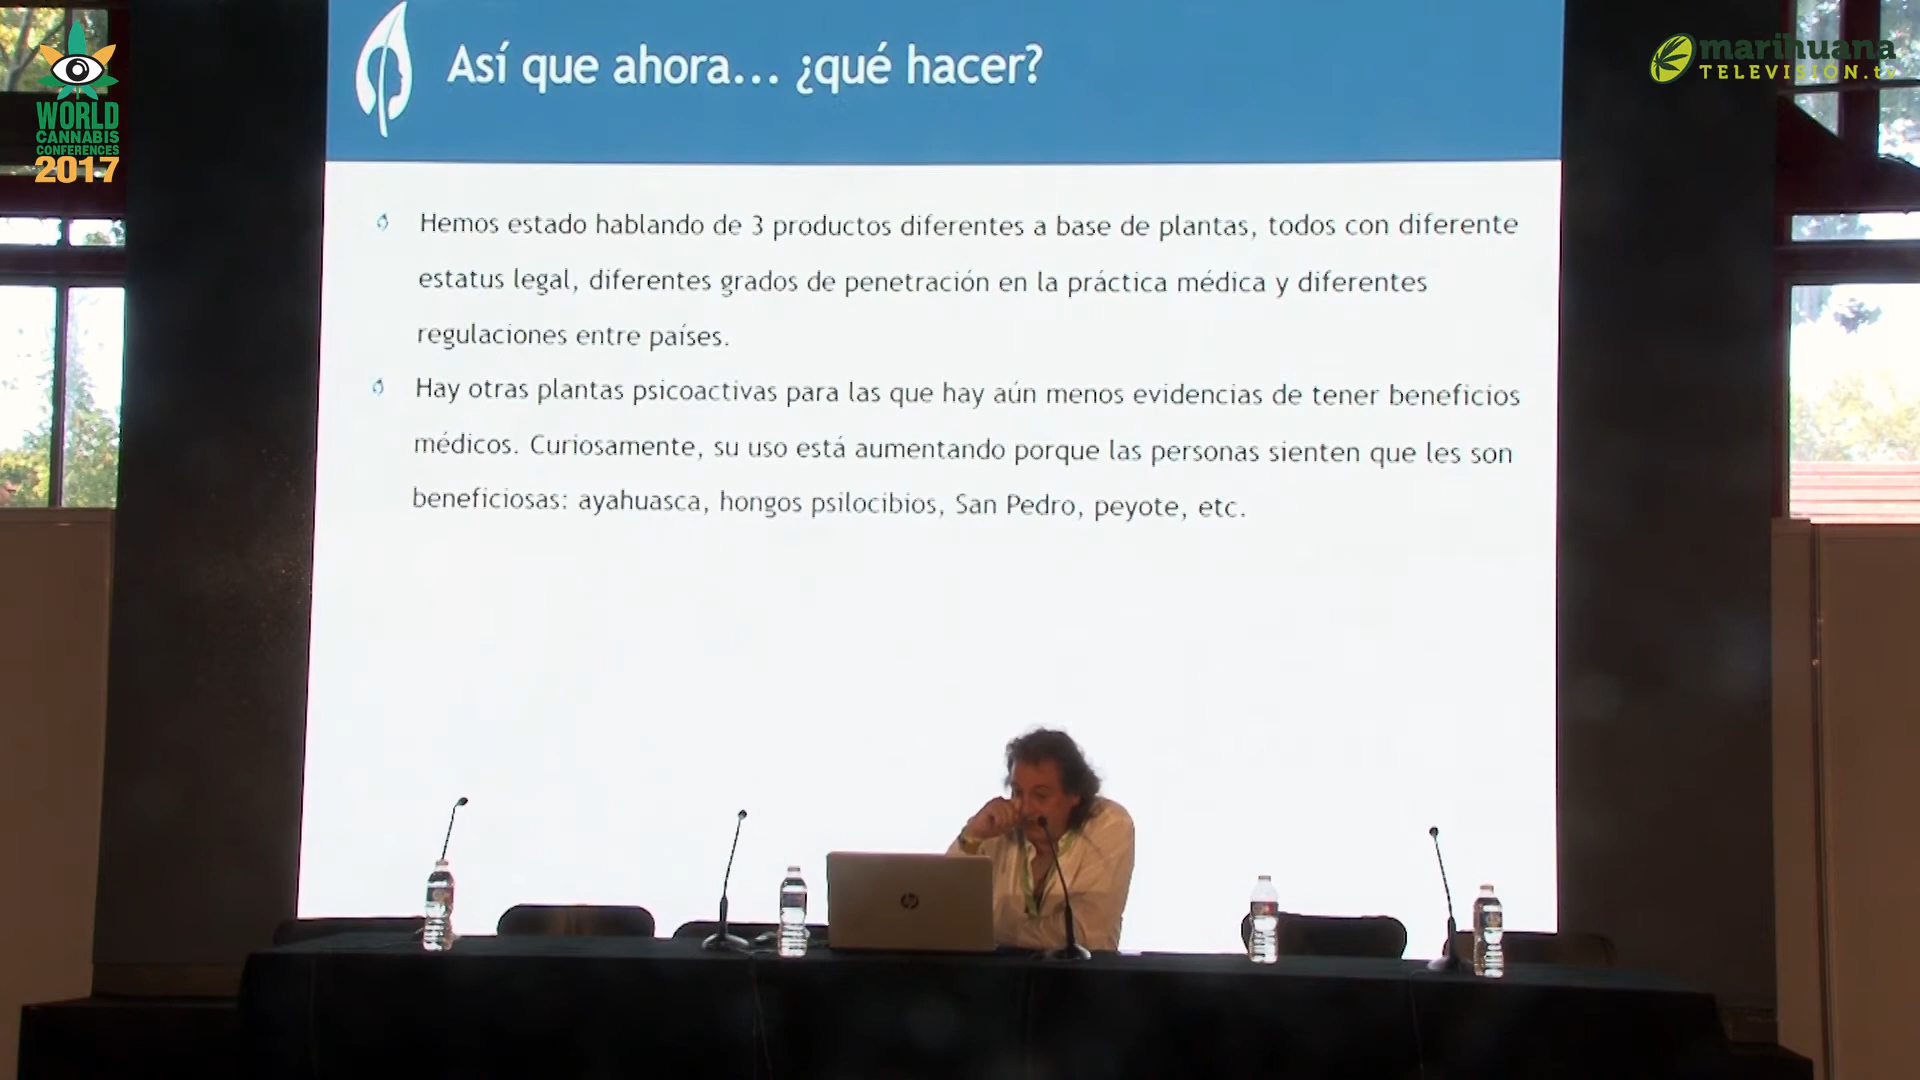 WORLD
CANNABIS
CONFERENCES
2017
marihuana
TELEVISION.tv
Así que ahora... ¿qué hacer?
Hemos estado hablando de 3 productos diferentes a base de plantas, todos con diferente
estatus legal, diferentes grados de penetración en la práctica médica y diferentes
regulaciones entre países.
Hay otras plantas psicoactivas para las que hay aún menos evidencias de tener beneficios
médicos. Curiosamente, su uso está aumentando porque las personas sienten que les son
beneficiosas: ayahuasca, hongos psilocibios, San Pedro, peyote, etc.
hp